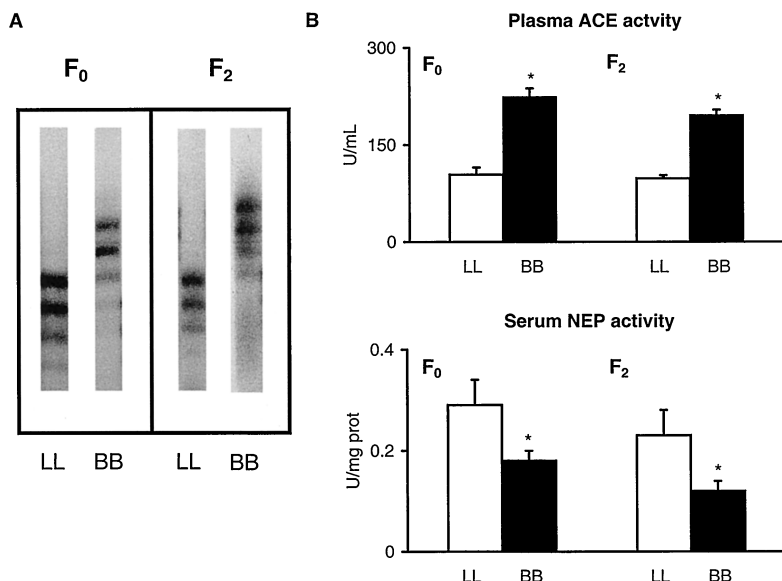 A
F0 F2
LL BB LL BB
B
Plasma ACE actvity
300
F0 F2
* *
U/mL
150
0
LL BB LL BB
Serum NEP activity
0.4
F0 F2
* *
U/mg prot
0.2
0
LL BB LL BB